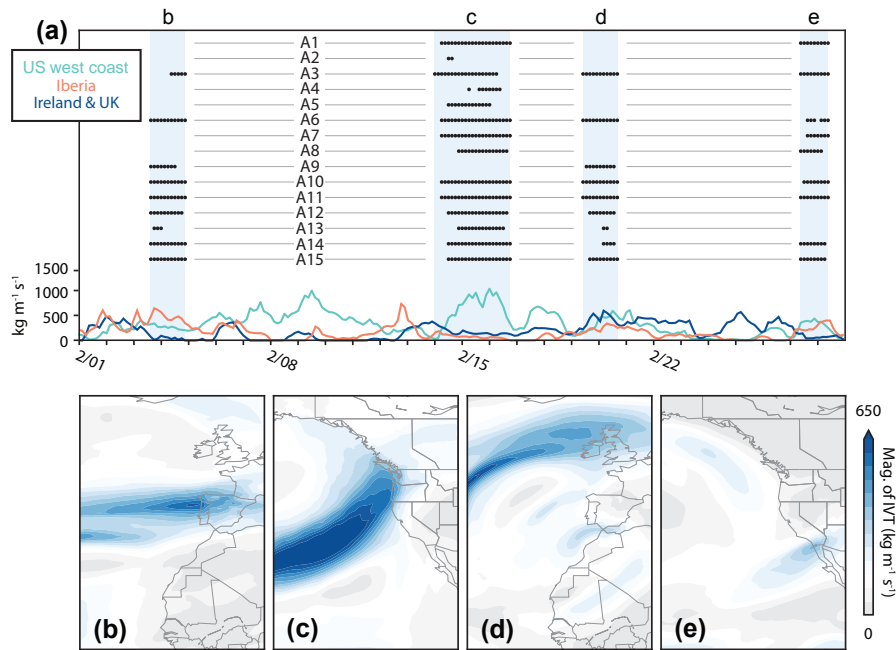 b c d e
(a)
US west coast
Iberia
Ireland & UK
A1
A2
A3
A4
A5
A6
A7
A8
A9
A10
A11
A12
A13
A14
A15
kg m⁻¹ s⁻¹
1500
1000
500
0
2/01 2/08 2/15 2/22
(b) (c) (d) (e)
650
Mag. of IVT (kg m⁻¹ s⁻¹)
0